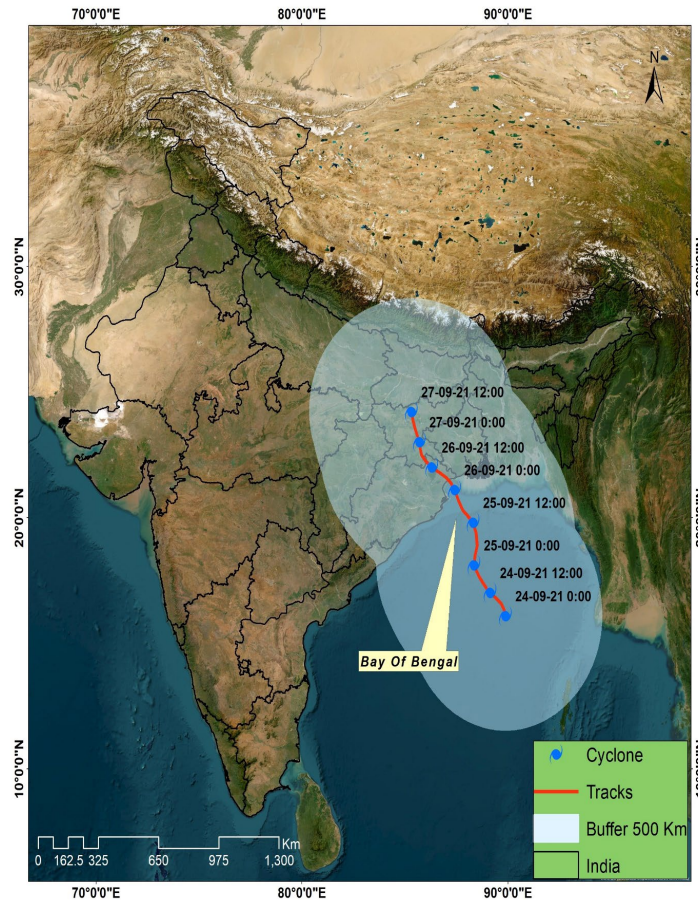 70°0'0"E 80°0'0"E 90°0'0"E
N
30°0'0"N
27-09-21 12:00
27-09-21 0:00
26-09-21 12:00
26-09-21 0:00
20°0'0"N
25-09-21 12:00
25-09-21 0:00
24-09-21 12:00
24-09-21 0:00
Bay Of Bengal
10°0'0"N
Cyclone
Tracks
Buffer 500 Km
India
Km
0 162.5 325 650 975 1,300
70°0'0"E 80°0'0"E 90°0'0"E